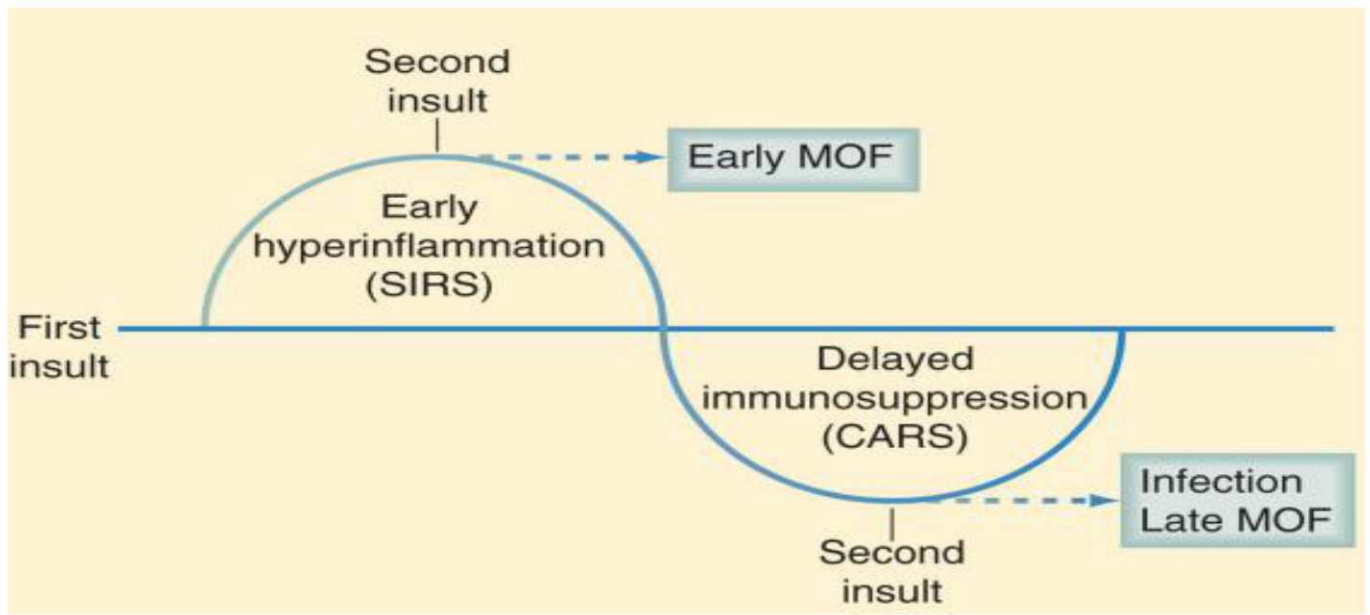 Second
insult
Early MOF
Early
hyperinflammation
(SIRS)
First
insult
Delayed
immunosuppression
(CARS)
Infection
Late MOF
Second
insult